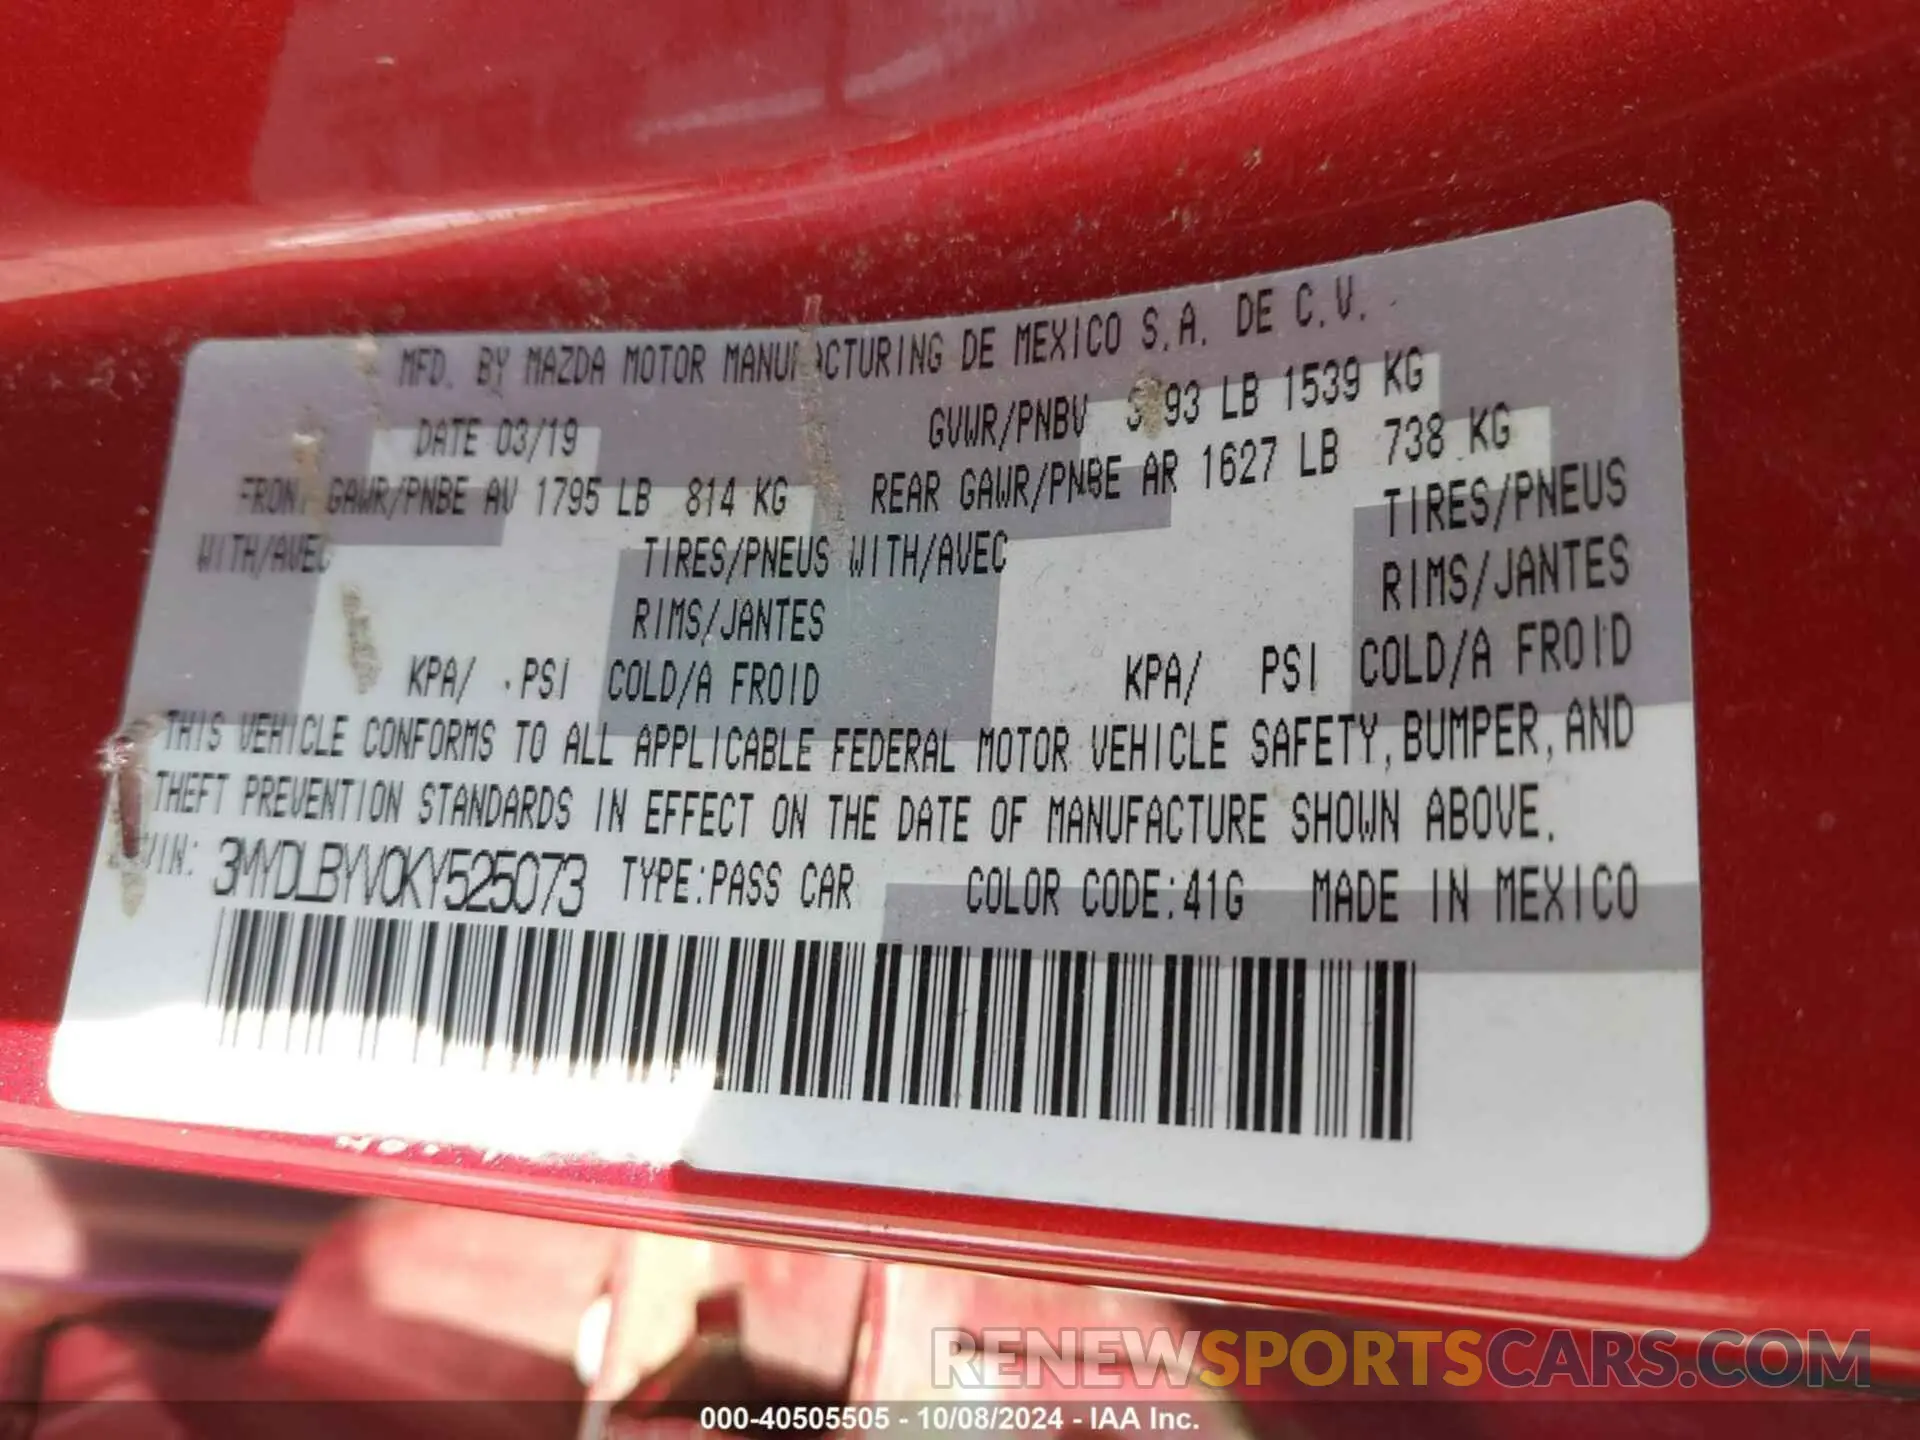 MFD. BY MAZDA MOTOR MANUFACTURING DE MEXICO S.A. DE C.V.
DATE 03/19 GVWR/PNBV LB 1539 KG
FRONT GAWR/PNBE AV 1795 LB 814 KG REAR GAWR/PNBE AR 1627 LB 738 KG
WITH/AVEC TIRES/PNEUS WITH/AVEC TIRES/PNEUS
RIMS/JANTES RIMS/JANTES
KPA/ PSI COLD/A FROID KPA/ PSI COLD/A FROID
THIS VEHICLE CONFORMS TO ALL APPLICABLE FEDERAL MOTOR VEHICLE SAFETY, BUMPER, AND
THEFT PREVENTION STANDARDS IN EFFECT ON THE DATE OF MANUFACTURE SHOWN ABOVE.
VIN: 3MYDLBYV0KY525073 TYPE:PASS CAR COLOR CODE:41G MADE IN MEXICO
RENEWSPORTSCARS.COM
000-40505505 - 10/08/2024 - IAA Inc.